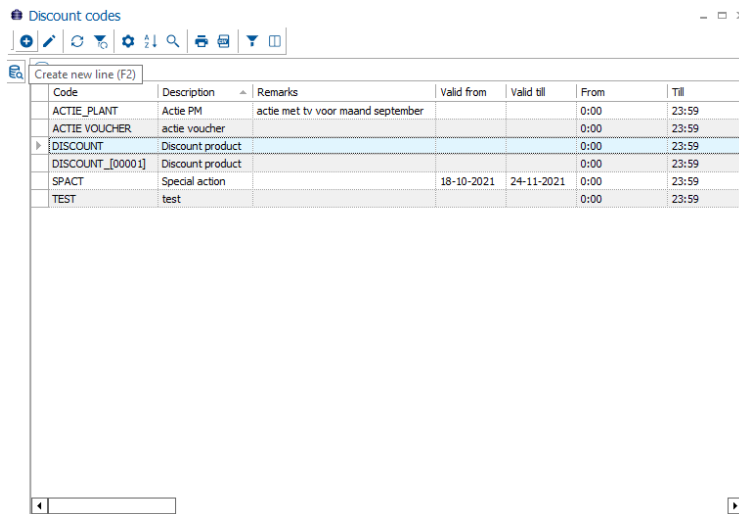 Discount codes
Create new line (F2)
Code Description Remarks Valid from Valid till From Till
ACTIE_PLANT Actie PM actie met tv voor maand september 0:00 23:59
ACTIE VOUCHER actie voucher 0:00 23:59
DISCOUNT Discount product 0:00 23:59
DISCOUNT_[00001] Discount product 0:00 23:59
SPACT Special action 18-10-2021 24-11-2021 0:00 23:59
TEST test 0:00 23:59